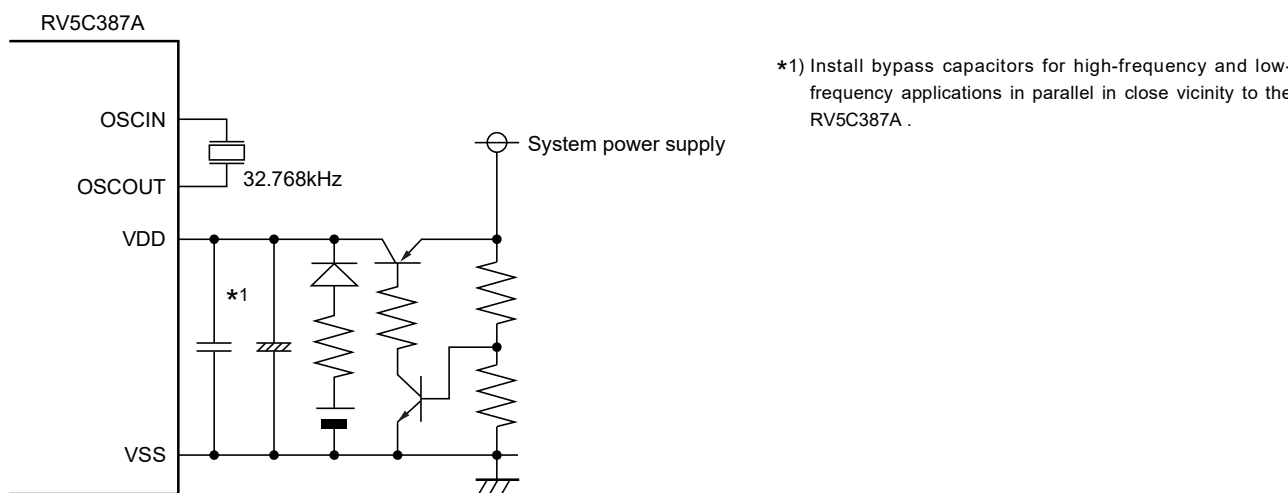 RV5C387A
*1) Install bypass capacitors for high-frequency and low-
frequency applications in parallel in close vicinity to the
RV5C387A .
OSCIN
System power supply
OSCOUT
32.768kHz
VDD
*1
VSS